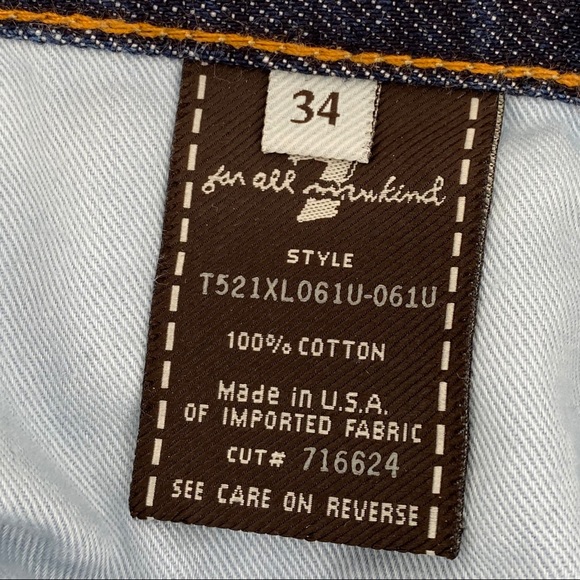 34
7
for all mankind
STYLE
T521XL061U-061U
100% COTTON
Made in U.S.A.
OF IMPORTED FABRIC
CUT# 716624
SEE CARE ON REVERSE